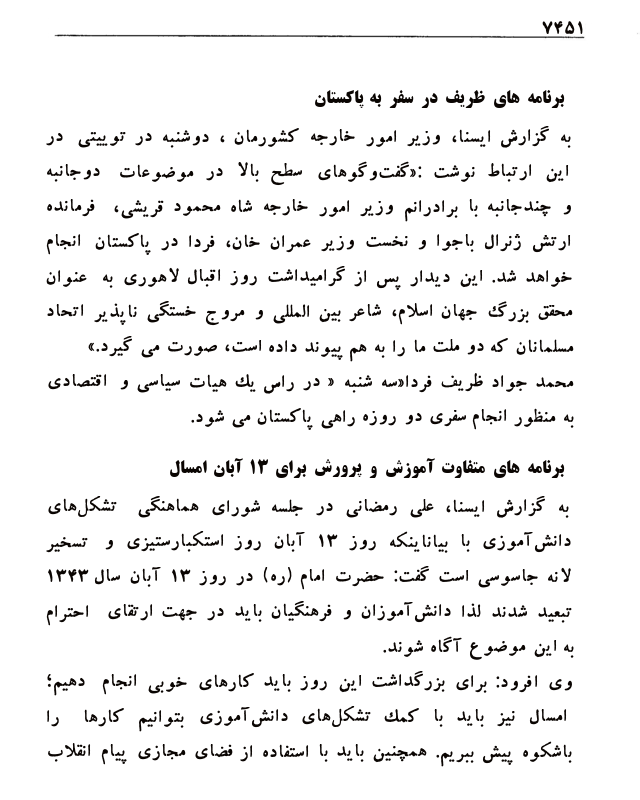 ۷۴۵۱
برنامه های ظریف در سفر به پاکستان
به گزارش ایسنا، وزیر امور خارجه کشورمان ، دوشنبه در توییتی در
این ارتباط نوشت :«گفت‌وگوهای سطح بالا در موضوعات دوجانبه
و چندجانبه با برادرانم وزیر امور خارجه شاه محمود قریشی، فرمانده
ارتش ژنرال باجوا و نخست وزیر عمران خان، فردا در پاکستان انجام
خواهد شد. این دیدار پس از گرامیداشت روز اقبال لاهوری به عنوان
محقق بزرگ جهان اسلام، شاعر بین المللی و مروج خستگی ناپذیر اتحاد
مسلمانان که دو ملت ما را به هم پیوند داده است، صورت می گیرد.»
محمد جواد ظریف فردا«سه شنبه « در راس یك هیات سیاسی و اقتصادی
به منظور انجام سفری دو روزه راهی پاکستان می شود.
برنامه های متفاوت آموزش و پرورش برای ۱۳ آبان امسال
به گزارش ایسنا، علی رمضانی در جلسه شورای هماهنگی تشکل‌های
دانش‌آموزی با بیاناینکه روز ۱۳ آبان روز استکبارستیزی و تسخیر
لانه جاسوسی است گفت: حضرت امام (ره) در روز ۱۳ آبان سال ۱۳۴۳
تبعید شدند لذا دانش‌آموزان و فرهنگیان باید در جهت ارتقای احترام
به این موضوع آگاه شوند.
وی افرود: برای بزرگداشت این روز باید کارهای خوبی انجام دهیم؛
امسال نیز باید با کمك تشکل‌های دانش‌آموزی بتوانیم کارها را
باشکوه پیش ببریم. همچنین باید با استفاده از فضای مجازی پیام انقلاب